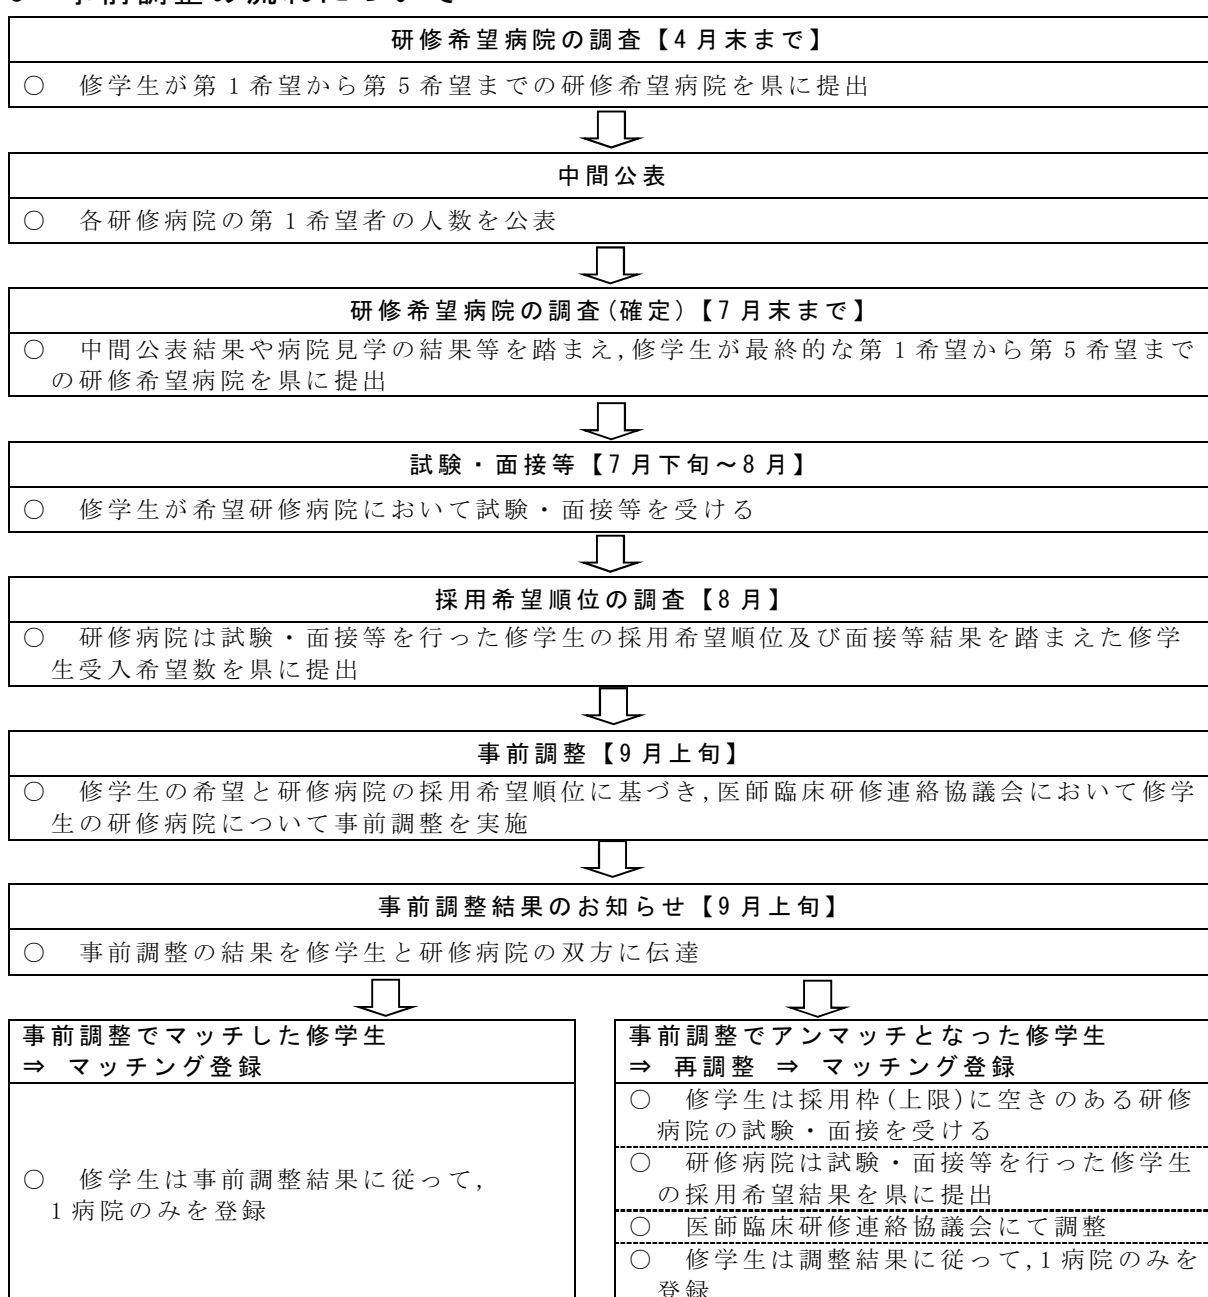 事前調整の流れについて
研修希望病院の調査【4月末まで】
○　修学生が第1希望から第5希望までの研修希望病院を県に提出
中間公表
○　各研修病院の第1希望者の人数を公表
研修希望病院の調査(確定)【7月末まで】
○　中間公表結果や病院見学の結果等を踏まえ,修学生が最終的な第1希望から第5希望まで
の研修希望病院を県に提出
試験・面接等【7月下旬～8月】
○　修学生が希望研修病院において試験・面接等を受ける
採用希望順位の調査【8月】
○　研修病院は試験・面接等を行った修学生の採用希望順位及び面接等結果を踏まえた修学
生受入希望数を県に提出
事前調整【9月上旬】
○　修学生の希望と研修病院の採用希望順位に基づき,医師臨床研修連絡協議会において修学
生の研修病院について事前調整を実施
事前調整結果のお知らせ【9月上旬】
○　事前調整の結果を修学生と研修病院の双方に伝達
事前調整でマッチした修学生
⇒ マッチング登録
○　修学生は事前調整結果に従って,
1病院のみを登録
事前調整でアンマッチとなった修学生
⇒ 再調整 ⇒ マッチング登録
○　修学生は採用枠(上限)に空きのある研修
病院の試験・面接を受ける
○　研修病院は試験・面接等を行った修学生
の採用希望結果を県に提出
○　医師臨床研修連絡協議会にて調整
○　修学生は調整結果に従って,1病院のみを
登録